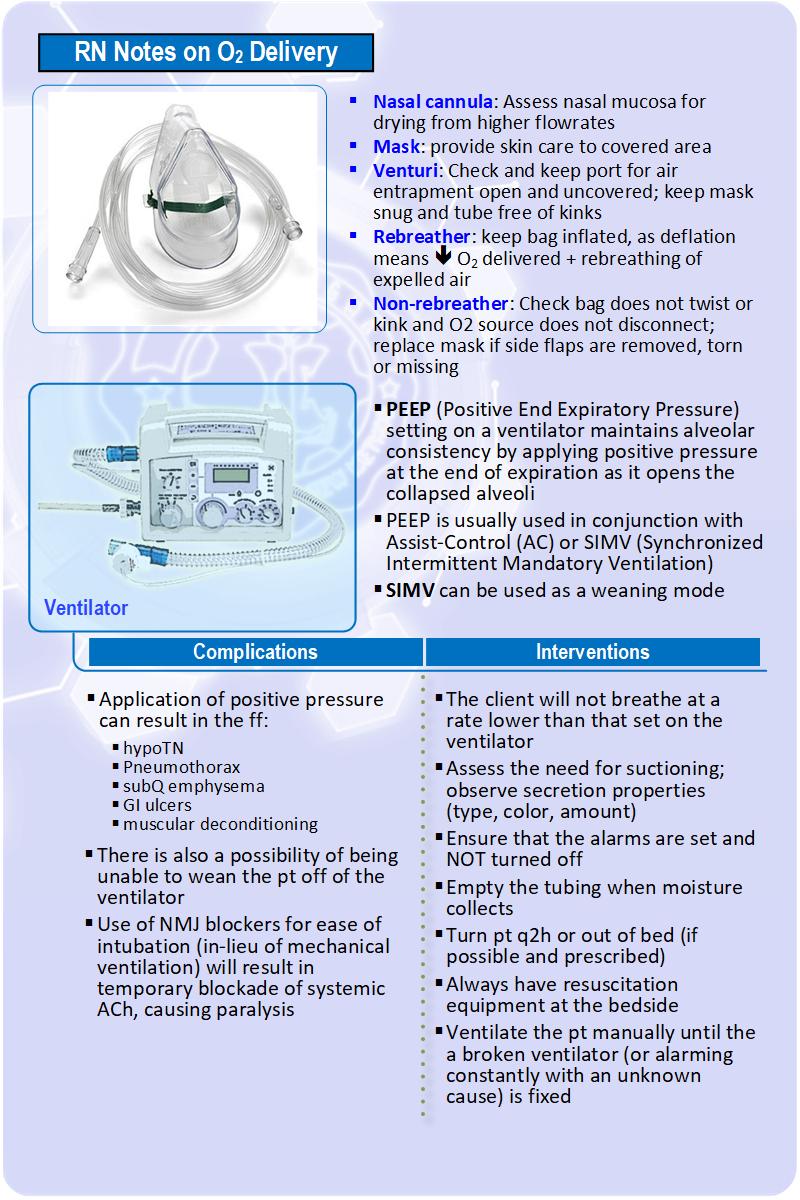 RN Notes on O₂ Delivery
▪ Nasal cannula: Assess nasal mucosa for
drying from higher flowrates
▪ Mask: provide skin care to covered area
▪ Venturi: Check and keep port for air
entrapment open and uncovered; keep mask
snug and tube free of kinks
▪ Rebreather: keep bag inflated, as deflation
means 🡻 O₂ delivered + rebreathing of
expelled air
▪ Non-rebreather: Check bag does not twist or
kink and O2 source does not disconnect;
replace mask if side flaps are removed, torn
or missing
Ventilator
▪ PEEP (Positive End Expiratory Pressure)
setting on a ventilator maintains alveolar
consistency by applying positive pressure
at the end of expiration as it opens the
collapsed alveoli
▪ PEEP is usually used in conjunction with
Assist-Control (AC) or SIMV (Synchronized
Intermittent Mandatory Ventilation)
▪ SIMV can be used as a weaning mode
Complications
▪ Application of positive pressure
can result in the ff:
▪ hypoTN
▪ Pneumothorax
▪ subQ emphysema
▪ GI ulcers
▪ muscular deconditioning
▪ There is also a possibility of being
unable to wean the pt off of the
ventilator
▪ Use of NMJ blockers for ease of
intubation (in-lieu of mechanical
ventilation) will result in
temporary blockade of systemic
ACh, causing paralysis
Interventions
▪ The client will not breathe at a
rate lower than that set on the
ventilator
▪ Assess the need for suctioning;
observe secretion properties
(type, color, amount)
▪ Ensure that the alarms are set and
NOT turned off
▪ Empty the tubing when moisture
collects
▪ Turn pt q2h or out of bed (if
possible and prescribed)
▪ Always have resuscitation
equipment at the bedside
▪ Ventilate the pt manually until the
a broken ventilator (or alarming
constantly with an unknown
cause) is fixed